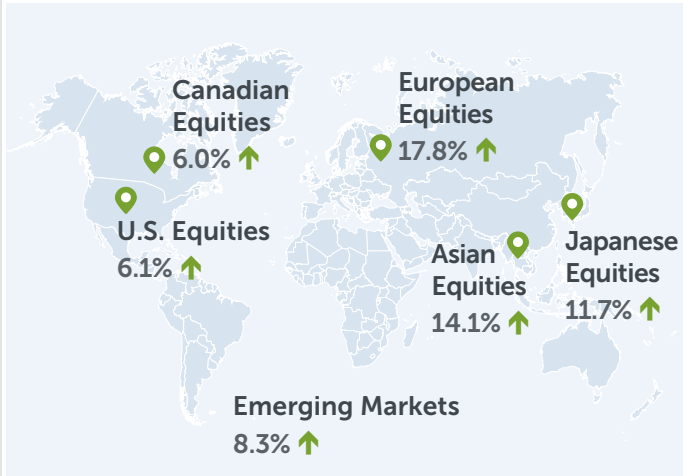 Canadian
Equities
6.0%
European
Equities
17.8%
U.S. Equities
6.1%
Asian
Equities
14.1%
Japanese
Equities
11.7%
Emerging Markets
8.3%